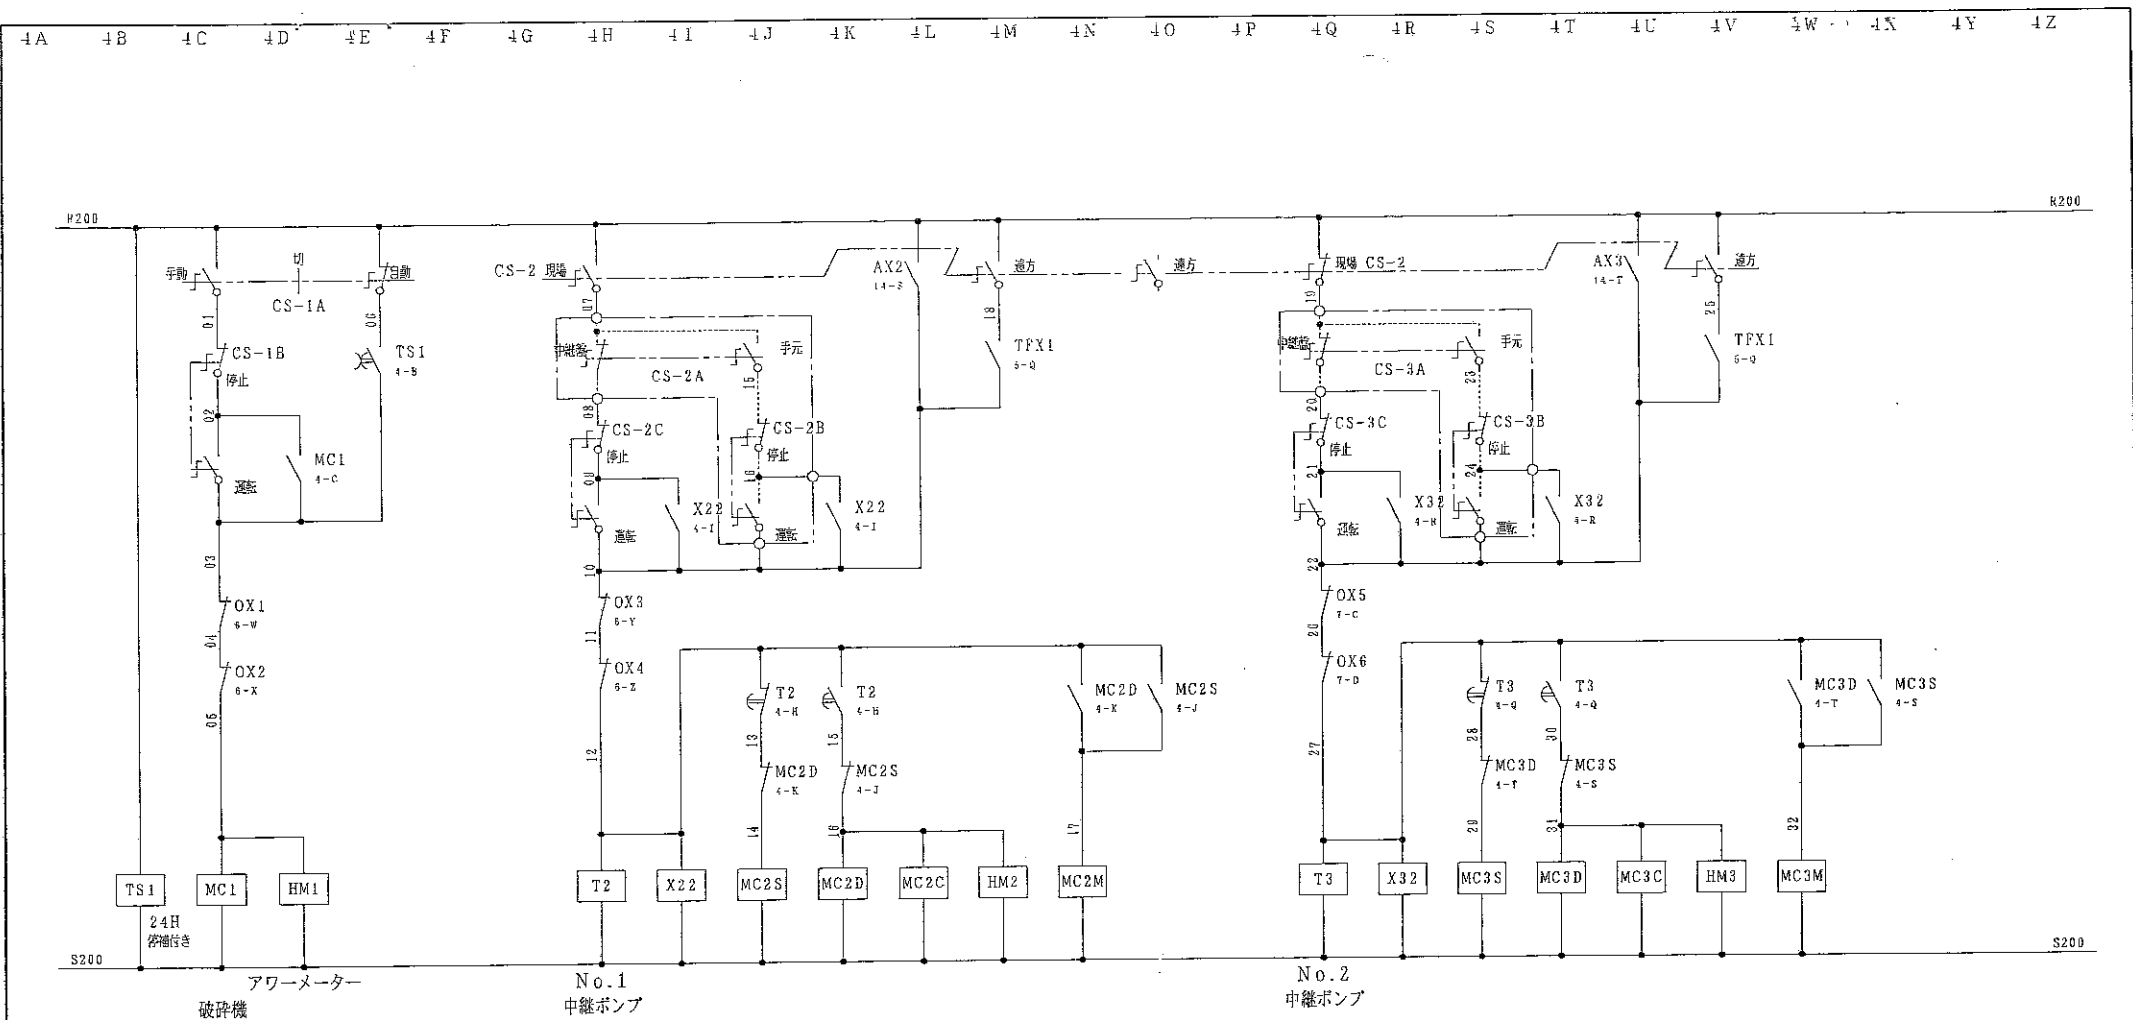 4A 4B 4C 4D 4E 4F 4G 4H 4I 4J 4K 4L 4M 4N 4O 4P 4Q 4R 4S 4T 4U 4V 4W 4X 4Y 4Z
R200 R200
手動 切 自動 CS-2 現場 AX2 遠方 遠方 現場 CS-2 AX3 遠方
14-S 14-T
CS-1A
01 06 07 18 19 25
CS-1B TS1 中継盤 手元 TFX1 中継盤 手元 TFX1
停止 4-B 5-Q 5-Q
CS-2A CS-3A
15 23
02 08 20
CS-2C CS-2B CS-3C CS-3B
停止 停止 停止 停止
MC1 09 16 21 24
4-C
運転 X22 X22 X32 X32
4-I 4-I 4-R 4-R
運転 運転 運転 運転
03 10 22
OX1 OX3 OX5
6-W 6-Y 7-C
04 11 26
OX2 OX4 OX6
6-X 6-Z 7-D
T2 T2 MC2D MC2S T3 T3 MC3D MC3S
4-H 4-H 4-K 4-J 4-Q 4-Q 4-T 4-S
05 12 13 15 27 28 30
MC2D MC2S MC3D MC3S
4-K 4-J 4-T 4-S
14 16 17 29 31 32
TS1 MC1 HM1 T2 X22 MC2S MC2D MC2C HM2 MC2M T3 X32 MC3S MC3D MC3C HM3 MC3M
24H
停補付き
S200 S200
アワーメーター No.1 No.2
破砕機 中継ポンプ 中継ポンプ